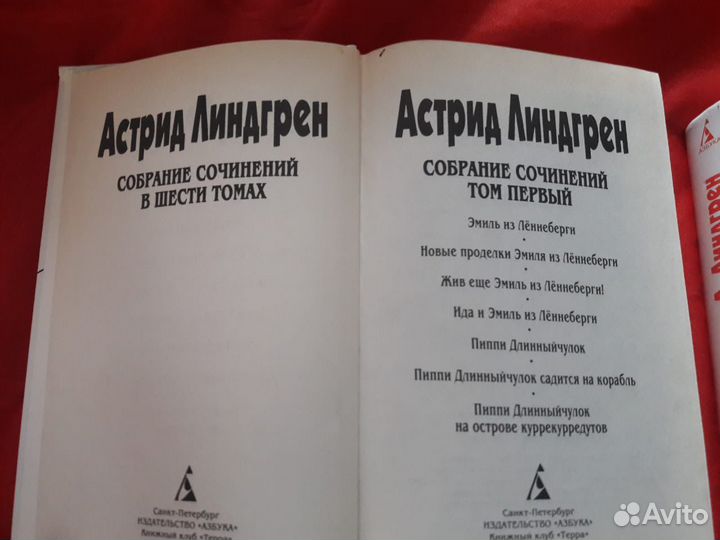 Астрид Линдгрен
СОБРАНИЕ СОЧИНЕНИЙ
В ШЕСТИ ТОМАХ
Санкт-Петербург
ИЗДАТЕЛЬСТВО «АЗБУКА»
Книжный клуб «Терра»
Астрид Линдгрен
СОБРАНИЕ СОЧИНЕНИЙ
ТОМ ПЕРВЫЙ
Эмиль из Лённеберги
•
Новые проделки Эмиля из Лённеберги
•
Жив еще Эмиль из Лённеберги!
•
Ида и Эмиль из Лённеберги
•
Пиппи Длинныйчулок
•
Пиппи Длинныйчулок садится на корабль
•
Пиппи Длинныйчулок
на острове куррекурредутов
Санкт-Петербург
ИЗДАТЕЛЬСТВО «АЗБУКА»
Книжный клуб «Терра»
АЗБУКА
А. Линдгрен
Avito